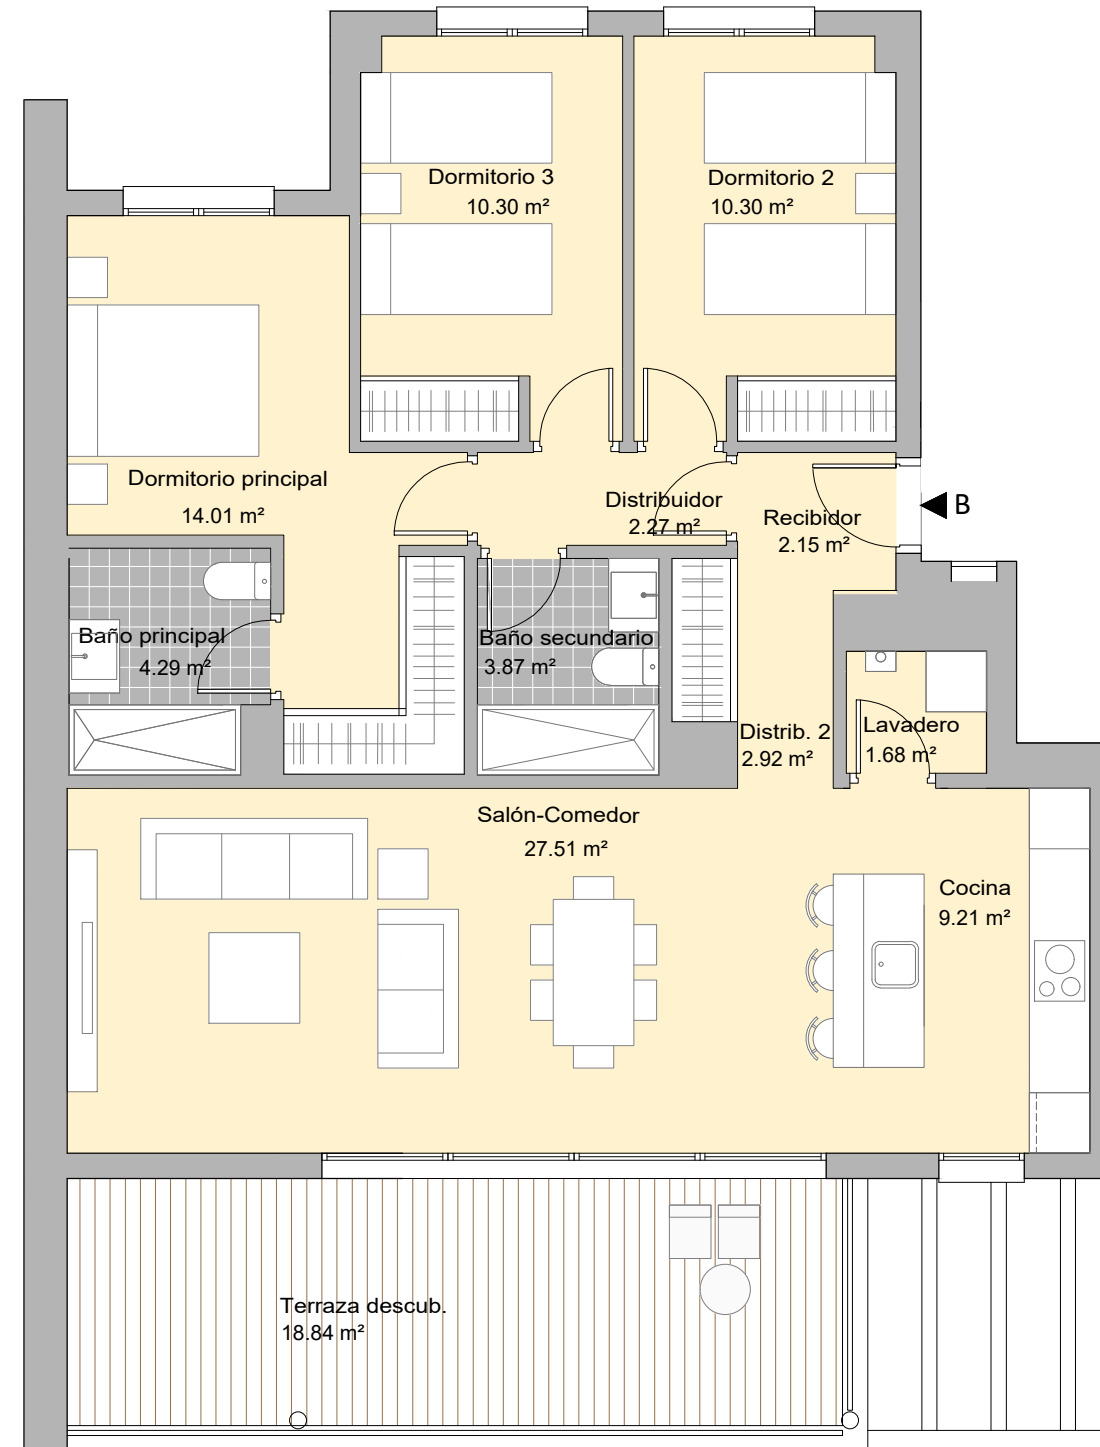 Dormitorio 3
10.30 m²
Dormitorio 2
10.30 m²
Dormitorio principal
14.01 m²
Distribuidor
2.27 m²
Recibidor
2.15 m²
B
Baño principal
4.29 m²
Baño secundario
3.87 m²
Distrib. 2
2.92 m²
Lavadero
1.68 m²
Salón-Comedor
27.51 m²
Cocina
9.21 m²
Terraza descub.
18.84 m²